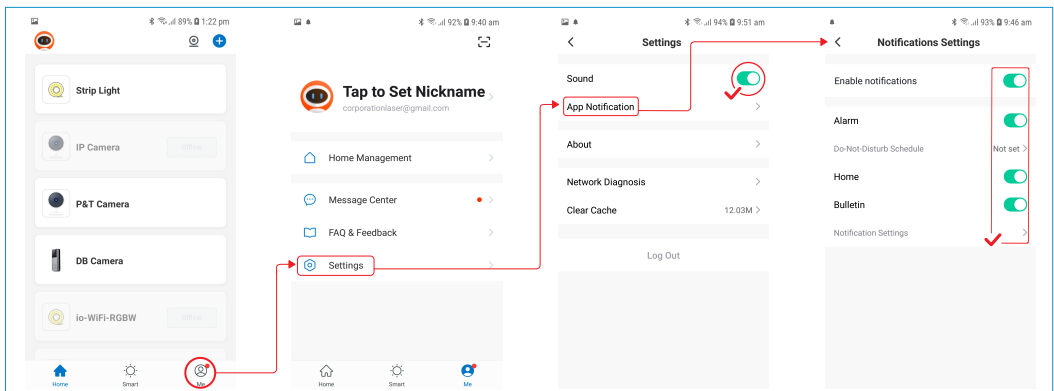 89% 1:22 pm
Strip Light
IP Camera
Offline
P&T Camera
DB Camera
io-WiFi-RGBW
Offline
Home Smart Me
92% 9:40 am
Tap to Set Nickname
corporationlaser@gmail.com
Home Management
Message Center
FAQ & Feedback
Settings
Home Smart Me
94% 9:51 am
Settings
Sound
App Notification
About
Network Diagnosis
Clear Cache 12.03M
Log Out
93% 9:46 am
Notifications Settings
Enable notifications
Alarm
Do-Not-Disturb Schedule Not set
Home
Bulletin
Notification Settings